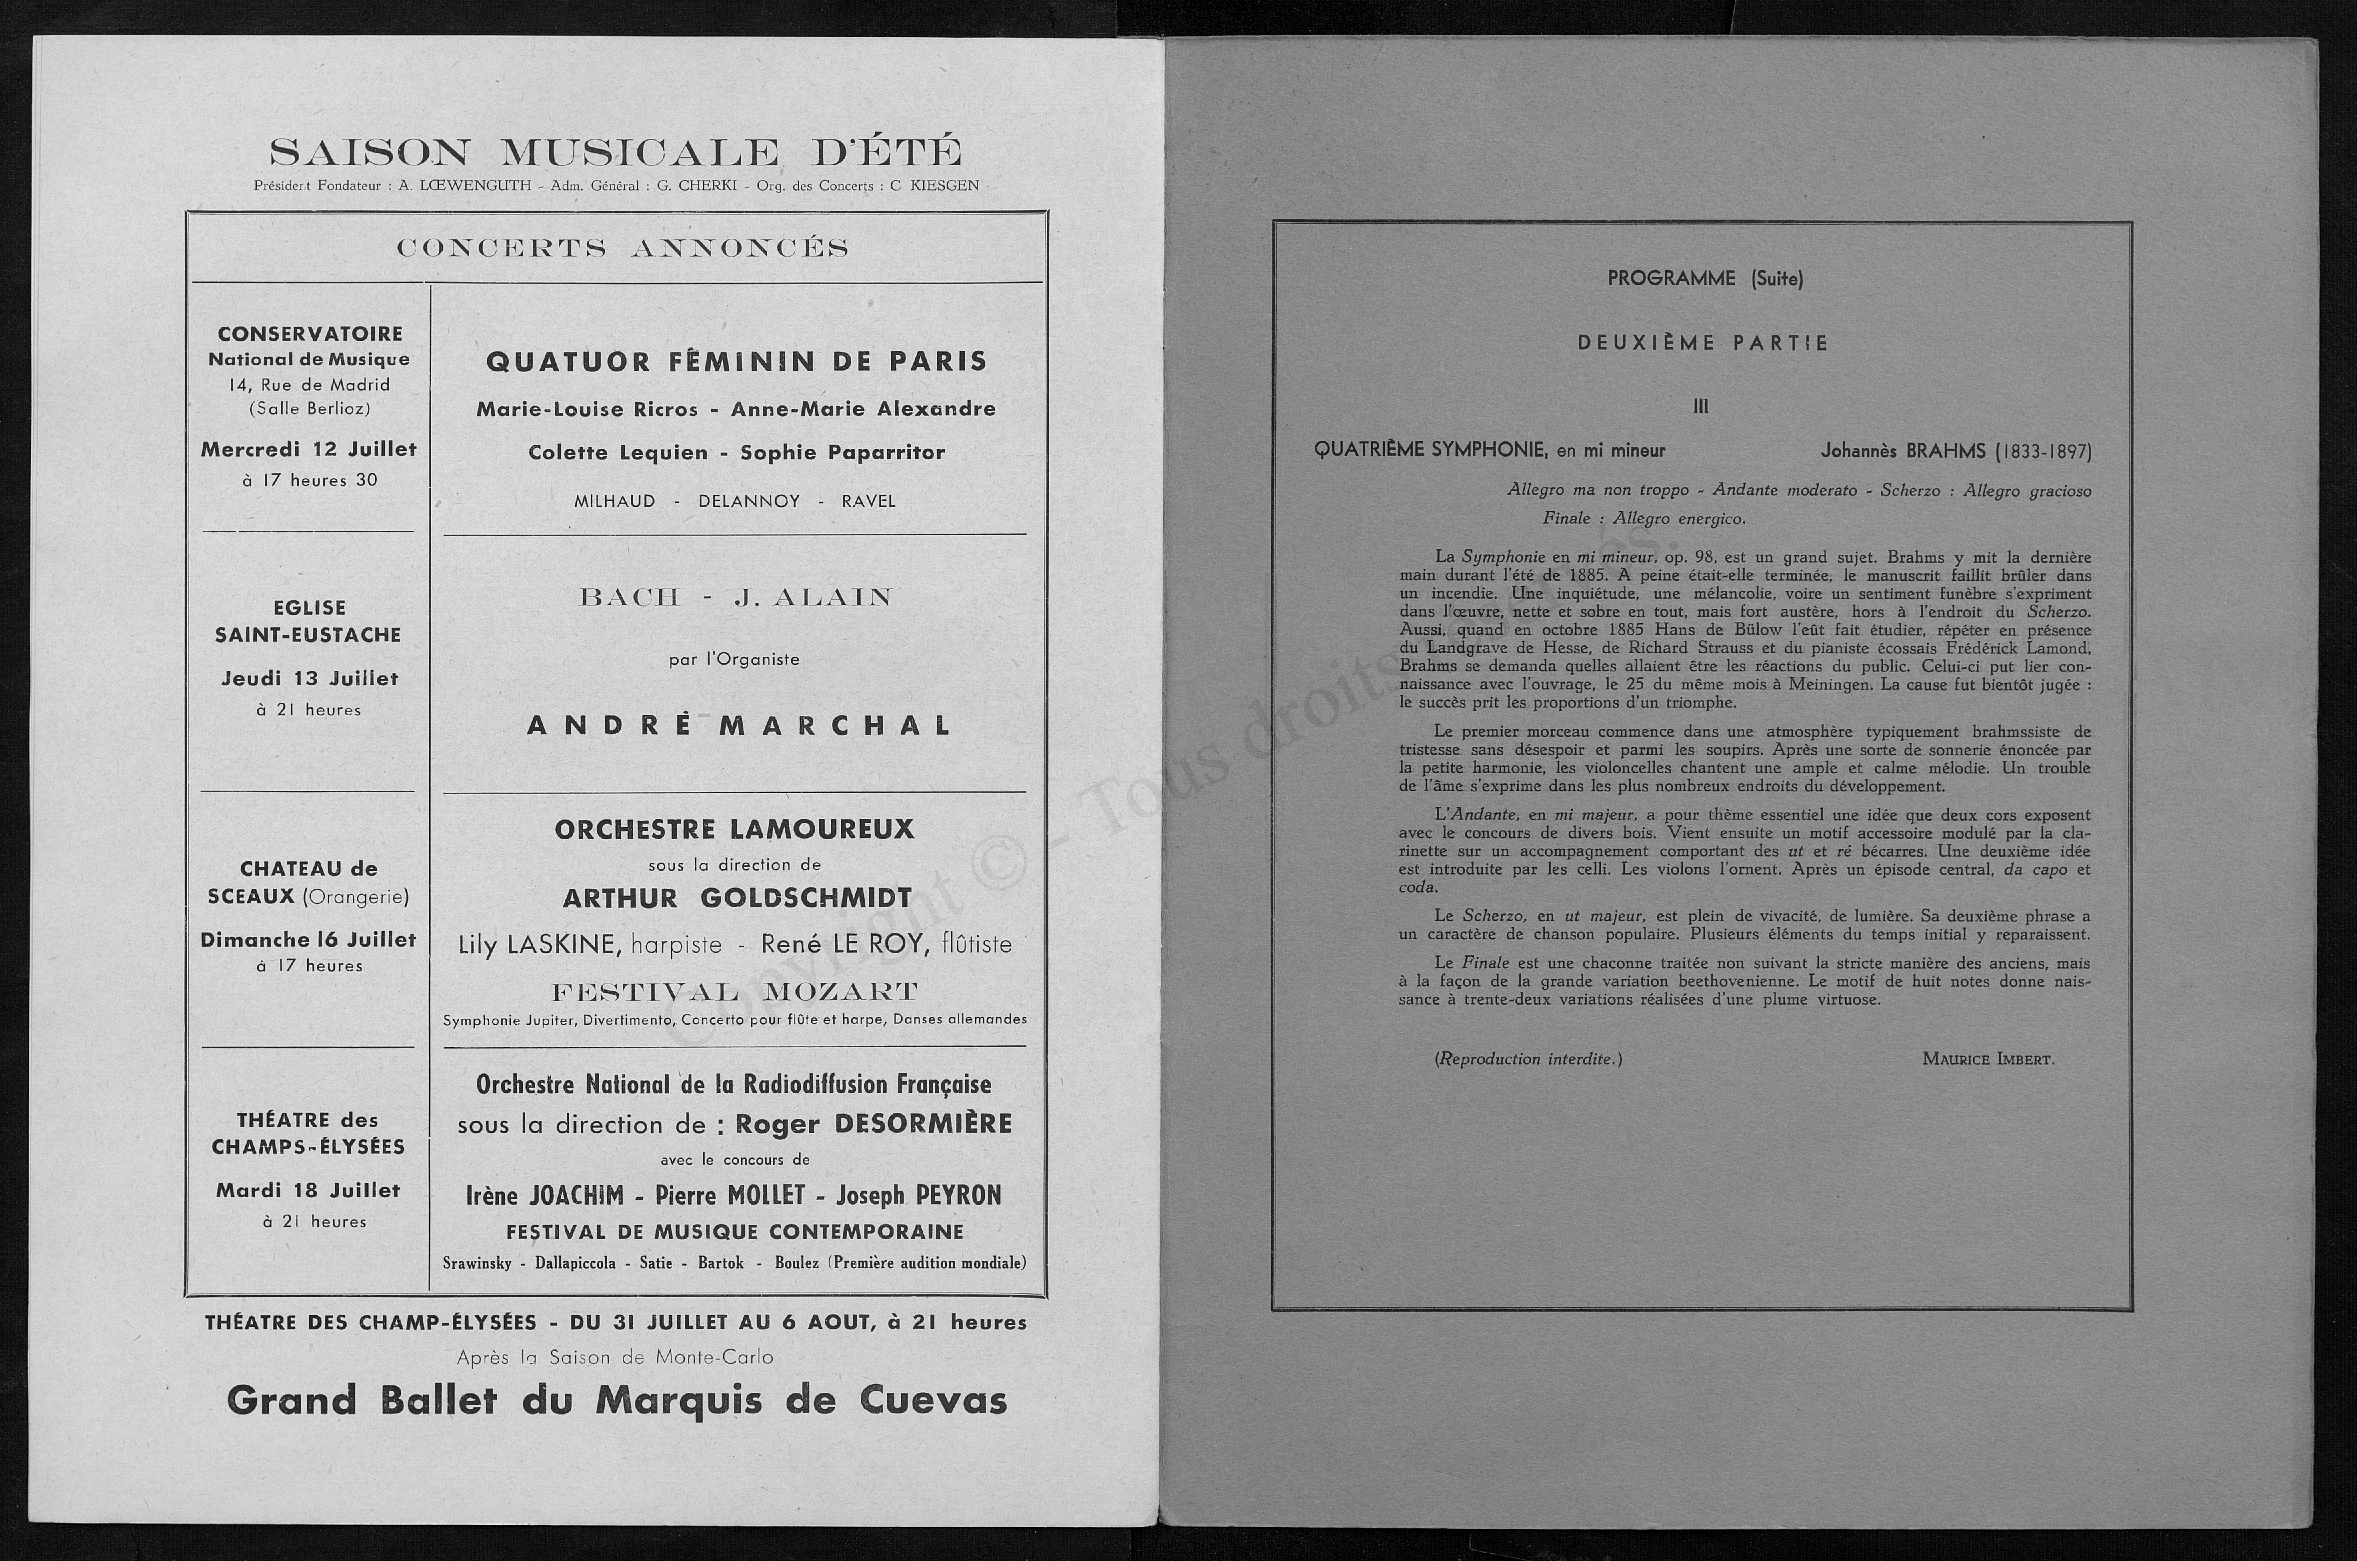 SAISON MUSICALE D'ÉTÉ
Président Fondateur : A. LŒWENGUTH - Adm. Général : G. CHERKI - Org. des Concerts : C KIESGEN
CONCERTS ANNONCÉS
CONSERVATOIRE
National de Musique
14, Rue de Madrid
(Salle Berlioz)
Mercredi 12 Juillet
à 17 heures 30
QUATUOR FÉMININ DE PARIS
Marie-Louise Ricros - Anne-Marie Alexandre
Colette Lequien - Sophie Paparritor
MILHAUD - DELANNOY - RAVEL
EGLISE
SAINT-EUSTACHE
Jeudi 13 Juillet
à 21 heures
BACH - J. ALAIN
par l'Organiste
ANDRÉ MARCHAL
CHATEAU de
SCEAUX (Orangerie)
Dimanche 16 Juillet
à 17 heures
ORCHESTRE LAMOUREUX
sous la direction de
ARTHUR GOLDSCHMIDT
Lily LASKINE, harpiste - René LE ROY, flûtiste
FESTIVAL MOZART
Symphonie Jupiter, Divertimento, Concerto pour flûte et harpe, Danses allemandes
THÉATRE des
CHAMPS-ÉLYSÉES
Mardi 18 Juillet
à 21 heures
Orchestre National de la Radiodiffusion Française
sous la direction de : Roger DESORMIÈRE
avec le concours de
Irène JOACHIM - Pierre MOLLET - Joseph PEYRON
FESTIVAL DE MUSIQUE CONTEMPORAINE
Srawinsky - Dallapiccola - Satie - Bartok - Boulez (Première audition mondiale)
THÉATRE DES CHAMP-ÉLYSÉES - DU 31 JUILLET AU 6 AOUT, à 21 heures
Après la Saison de Monte-Carlo
Grand Ballet du Marquis de Cuevas
PROGRAMME (Suite)
DEUXIÈME PARTIE
III
QUATRIÈME SYMPHONIE, en mi mineur Johannès BRAHMS (1833-1897)
Allegro ma non troppo - Andante moderato - Scherzo : Allegro gracioso
Finale : Allegro energico.
La Symphonie en mi mineur, op. 98, est un grand sujet. Brahms y mit la dernière
main durant l'été de 1885. A peine était-elle terminée, le manuscrit faillit brûler dans
un incendie. Une inquiétude, une mélancolie, voire un sentiment funèbre s'expriment
dans l'œuvre, nette et sobre en tout, mais fort austère, hors à l'endroit du Scherzo.
Aussi, quand en octobre 1885 Hans de Bülow l'eût fait étudier, répéter en présence
du Landgrave de Hesse, de Richard Strauss et du pianiste écossais Frédérick Lamond,
Brahms se demanda quelles allaient être les réactions du public. Celui-ci put lier con-
naissance avec l'ouvrage, le 25 du même mois à Meiningen. La cause fut bientôt jugée :
le succès prit les proportions d'un triomphe.
Le premier morceau commence dans une atmosphère typiquement brahmssiste de
tristesse sans désespoir et parmi les soupirs. Après une sorte de sonnerie énoncée par
la petite harmonie, les violoncelles chantent une ample et calme mélodie. Un trouble
de l'âme s'exprime dans les plus nombreux endroits du développement.
L'Andante, en mi majeur, a pour thème essentiel une idée que deux cors exposent
avec le concours de divers bois. Vient ensuite un motif accessoire modulé par la cla-
rinette sur un accompagnement comportant des ut et ré bécarres. Une deuxième idée
est introduite par les celli. Les violons l'ornent. Après un épisode central, da capo et
coda.
Le Scherzo, en ut majeur, est plein de vivacité, de lumière. Sa deuxième phrase a
un caractère de chanson populaire. Plusieurs éléments du temps initial y reparaissent.
Le Finale est une chaconne traitée non suivant la stricte manière des anciens, mais
à la façon de la grande variation beethovenienne. Le motif de huit notes donne nais-
sance à trente-deux variations réalisées d'une plume virtuose.
(Reproduction interdite.) MAURICE IMBERT.